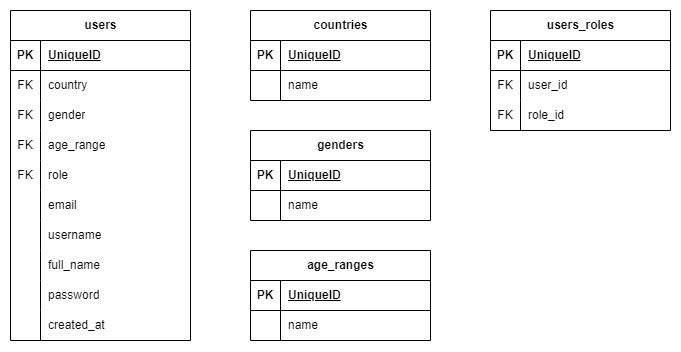 users
PK UniqueID
FK country
FK gender
FK age_range
FK role
email
username
full_name
password
created_at
countries
PK UniqueID
name
genders
PK UniqueID
name
age_ranges
PK UniqueID
name
users_roles
PK UniqueID
FK user_id
FK role_id